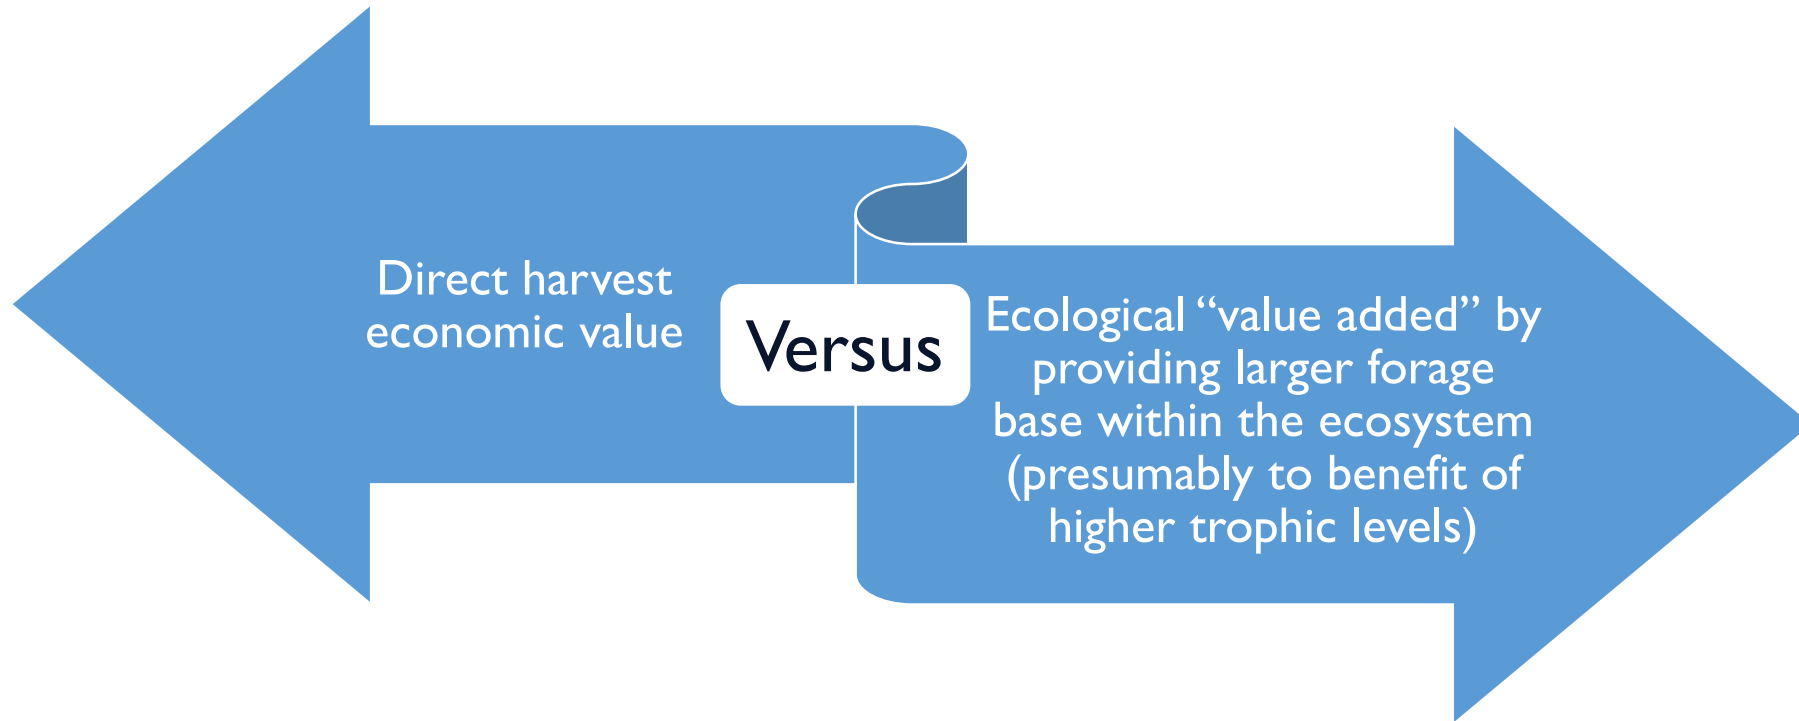 Direct harvest
economic value
Versus
Ecological “value added” by
providing larger forage
base within the ecosystem
(presumably to benefit of
higher trophic levels)